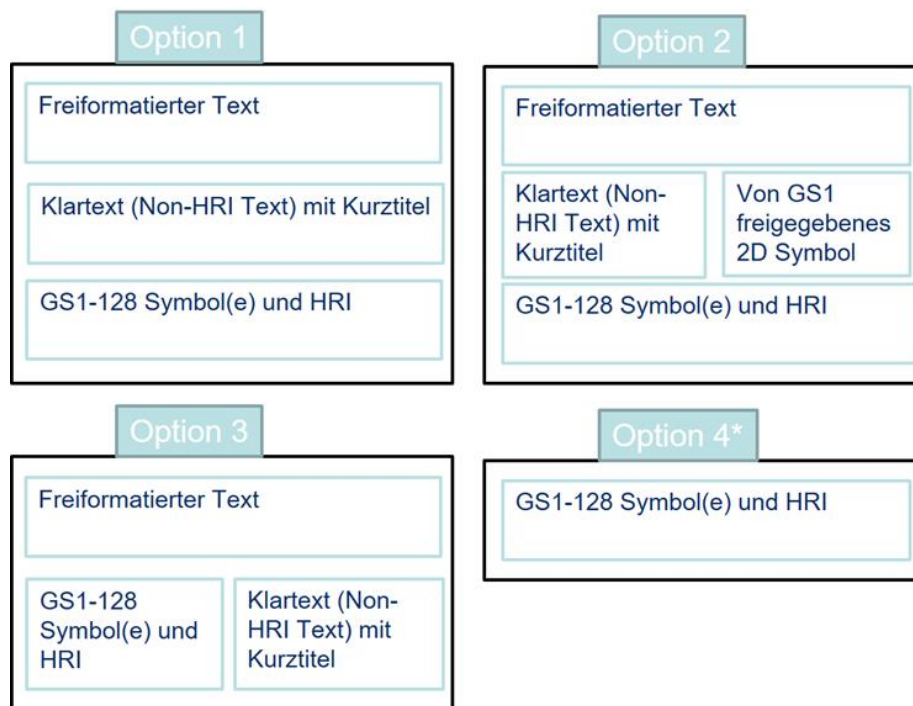 Option 1
Freiformatierter Text
Klartext (Non-HRI Text) mit Kurztitel
GS1-128 Symbol(e) und HRI
Option 2
Freiformatierter Text
Klartext (Non-
HRI Text) mit
Kurztitel
Von GS1
freigegebenes
2D Symbol
GS1-128 Symbol(e) und HRI
Option 3
Freiformatierter Text
GS1-128
Symbol(e) und
HRI
Klartext (Non-
HRI Text) mit
Kurztitel
Option 4*
GS1-128 Symbol(e) und HRI